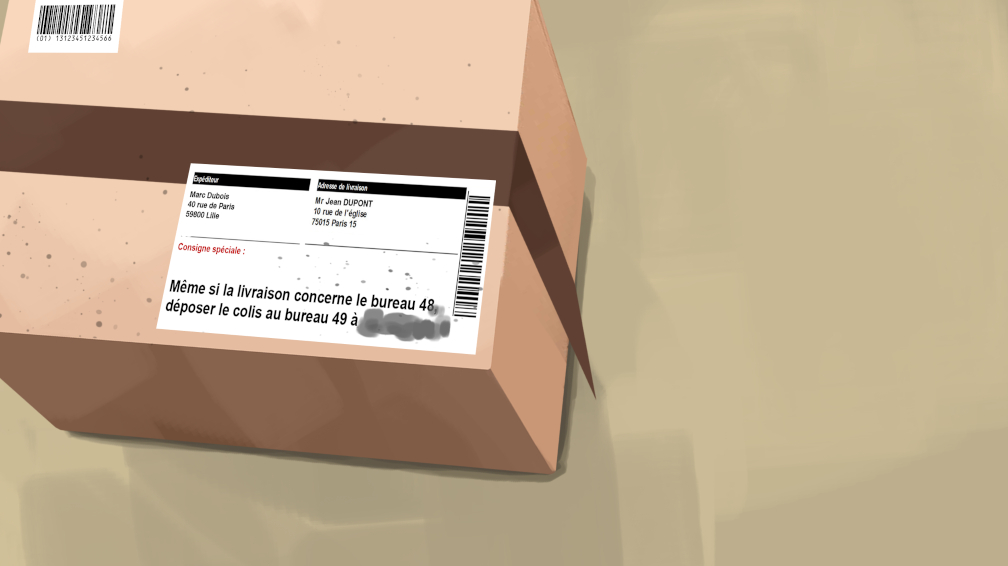 (01) 13123451234566
Expéditeur
Marc Dubois
40 rue de Paris
59800 Lille
Adresse de livraison
Mr Jean DUPONT
10 rue de l'église
75015 Paris 15
Consigne spéciale :
Même si la livraison concerne le bureau 48,
déposer le colis au bureau 49 à